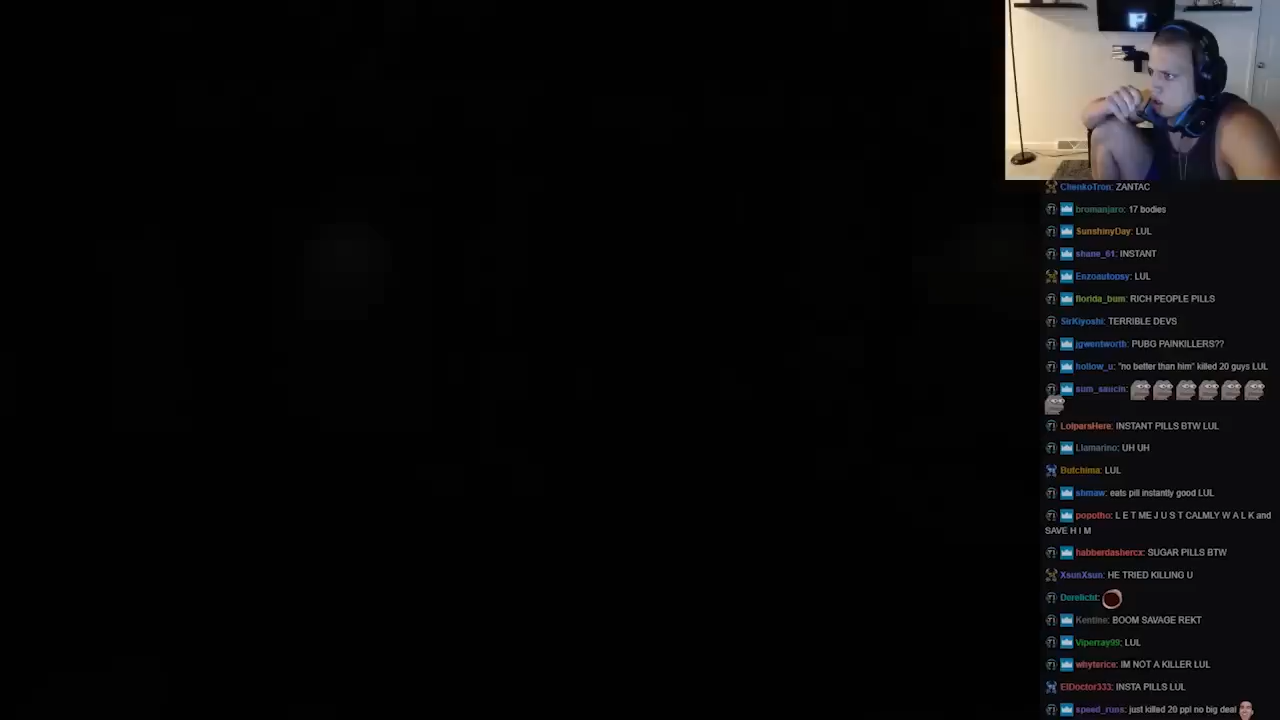 ChenkoTron: ZANTAC
bromanjaro: 17 bodies
SunshinyDay: LUL
shane_61: INSTANT
Enzoautopsy: LUL
florida_bum: RICH PEOPLE PILLS
SirKiyoshi: TERRIBLE DEVS
jgwentworth: PUBG PAINKILLERS??
hollow_u: "no better than him" killed 20 guys LUL
sum_saucin:
LolparsHere: INSTANT PILLS BTW LUL
Llamarino: UH UH
Butchima: LUL
shmaw: eats pill instantly good LUL
popotho: L E T M E J U S T CALMLY W A L K and
SAVE H I M
habberdashercx: SUGAR PILLS BTW
XsunXsun: HE TRIED KILLING U
Derelicht:
Kentine: BOOM SAVAGE REKT
Viperray99: LUL
whyterice: IM NOT A KILLER LUL
ElDoctor333: INSTA PILLS LUL
speed_runs: just killed 20 ppl no big deal